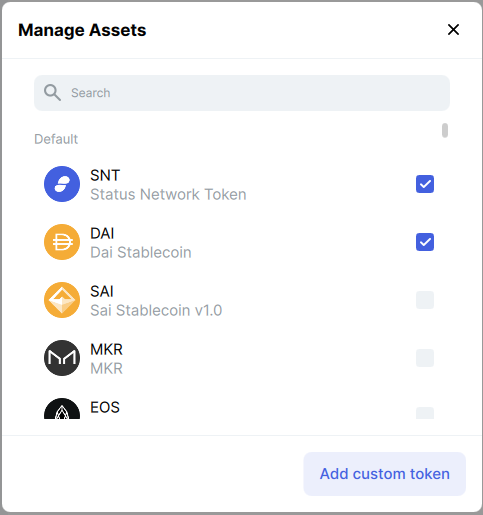 Manage Assets
Search
Default
SNT
Status Network Token
DAI
Dai Stablecoin
SAI
Sai Stablecoin v1.0
MKR
MKR
EOS
Add custom token